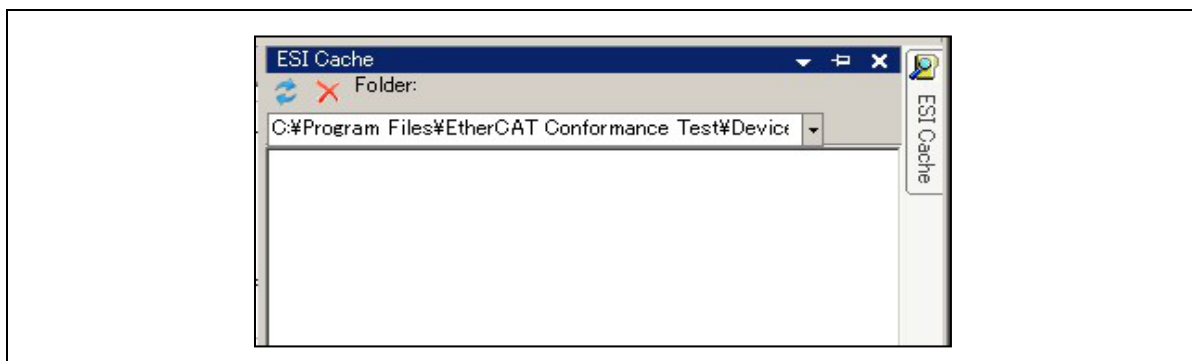 ESI Cache
Folder:
C:¥Program Files¥EtherCAT Conformance Test¥Device
ESI Cache